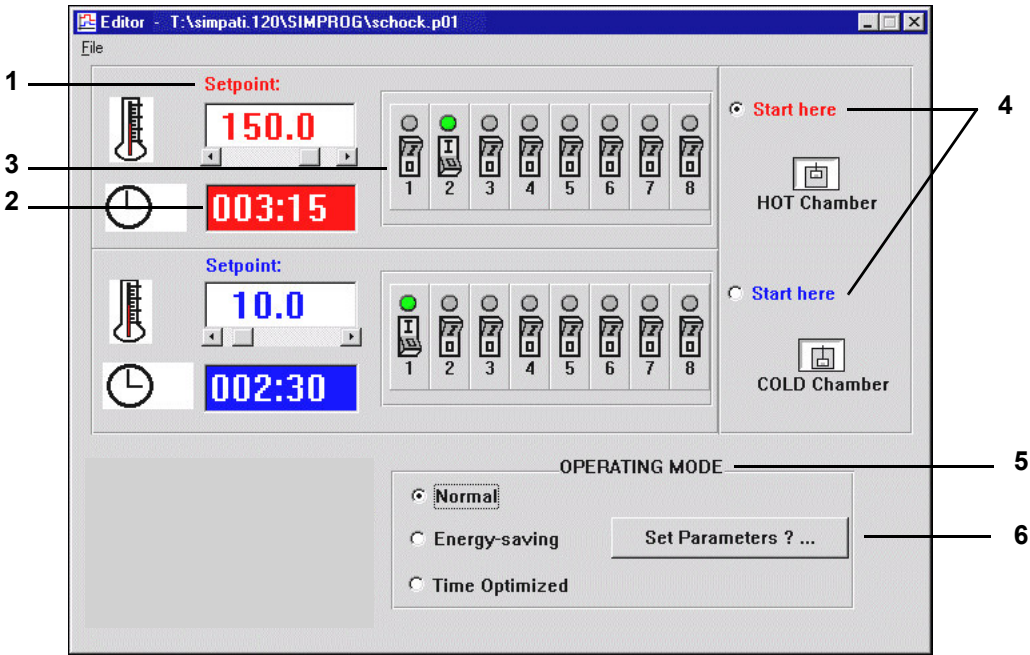 Editor - T:\simpati.120\SIMPROG\schock.p01
File
1
Setpoint:
150.0
3
1 2 3 4 5 6 7 8
Start here
4
HOT Chamber
2
003:15
Setpoint:
10.0
1 2 3 4 5 6 7 8
Start here
COLD Chamber
002:30
OPERATING MODE
5
Normal
Energy-saving
Set Parameters ? ...
6
Time Optimized